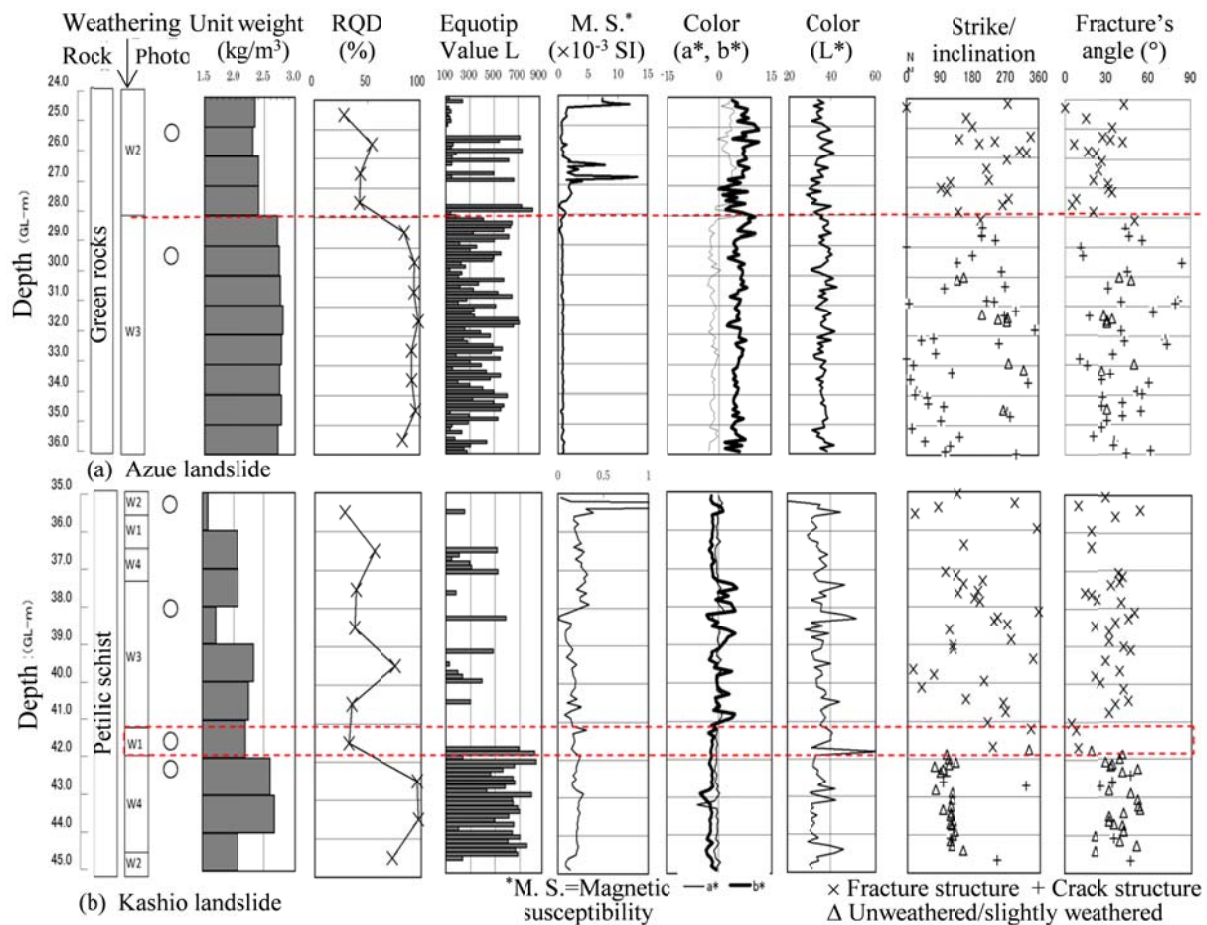 Weathering Unit weight RQD Equotip M. S.* Color Color Strike/ Fracture's
Rock Photo (kg/m³) (%) Value L (×10⁻³ SI) (a*, b*) (L*) inclination angle (°)
1.5 2.0 2.5 3.0 0 50 100 100 300 500 700 900 0 5 10 15 -15 0 15 20 40 60 0 90 180 270 360 0 30 60 90
N N
24.0
25.0
26.0
27.0
28.0
29.0
30.0
31.0
32.0
33.0
34.0
35.0
36.0
Depth (GL-m)
Green rocks
W2
W3
(a) Azue landslide
0 0.5 1
35.0
36.0
37.0
38.0
39.0
40.0
41.0
42.0
43.0
44.0
45.0
Depth (GL-m)
Petilic schist
W2
W1
W4
W3
W1
W4
W2
(b) Kashio landslide
*M. S.=Magnetic susceptibility
a* b*
× Fracture structure + Crack structure
Δ Unweathered/slightly weathered